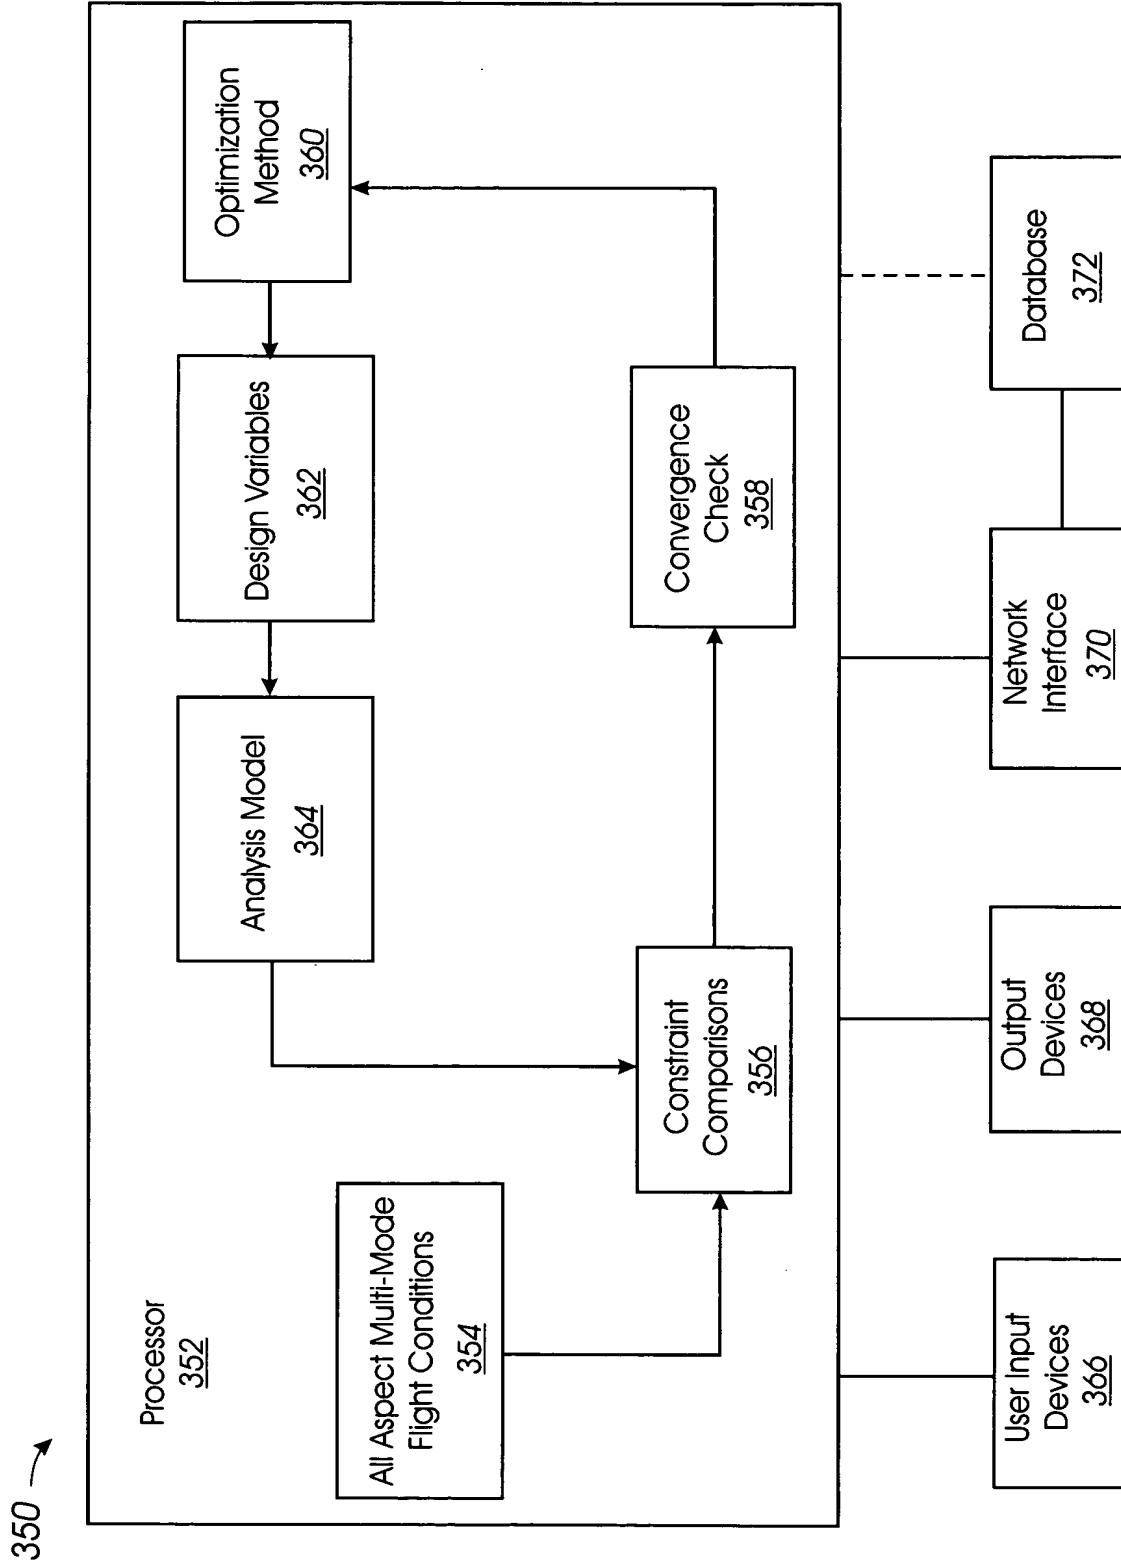 350
Processor
352
All Aspect Multi-Mode
Flight Conditions
354
Analysis Model
364
Design Variables
362
Optimization
Method
360
Constraint
Comparisons
356
Convergence
Check
358
User Input
Devices
366
Output
Devices
368
Network
Interface
370
Database
372